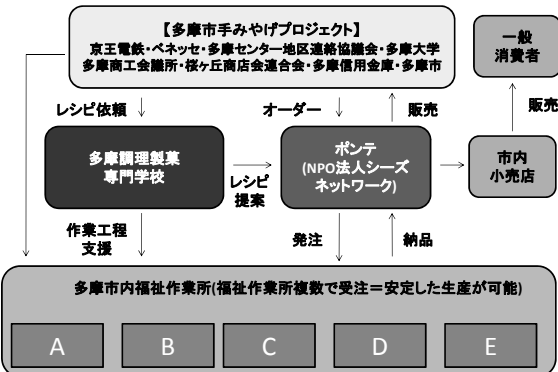 【多摩市手みやげプロジェクト】
京王電鉄・ベネッセ・多摩センター地区連絡協議会・多摩大学
多摩商工会議所・桜ヶ丘商店会連合会・多摩信用金庫・多摩市
一般
消費者
レシピ依頼
オーダー
販売
販売
多摩調理製菓
専門学校
レシピ
提案
ポンテ
(NPO法人シーズ
ネットワーク)
市内
小売店
作業工程
支援
発注
納品
多摩市内福祉作業所(福祉作業所複数で受注＝安定した生産が可能)
A
B
C
D
E